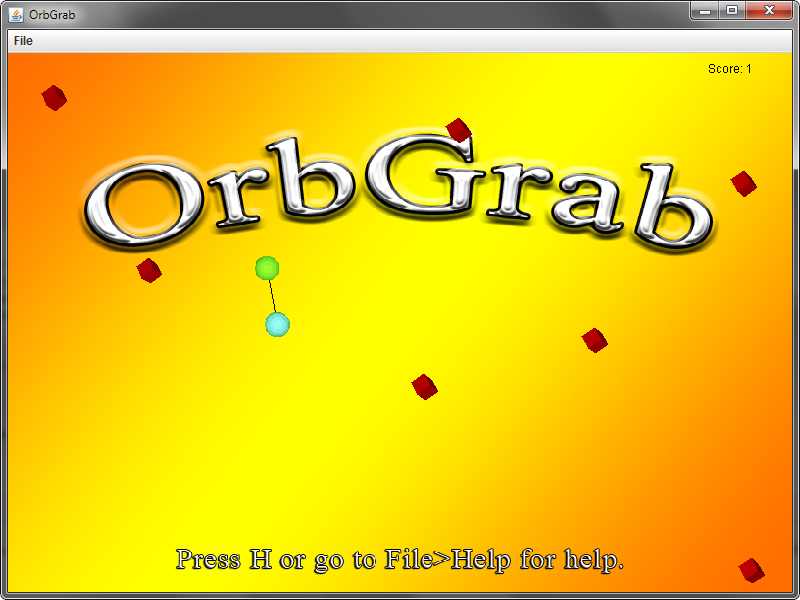 OrbGrab
File
Score: 1
OrbGrab
Press H or go to File>Help for help.